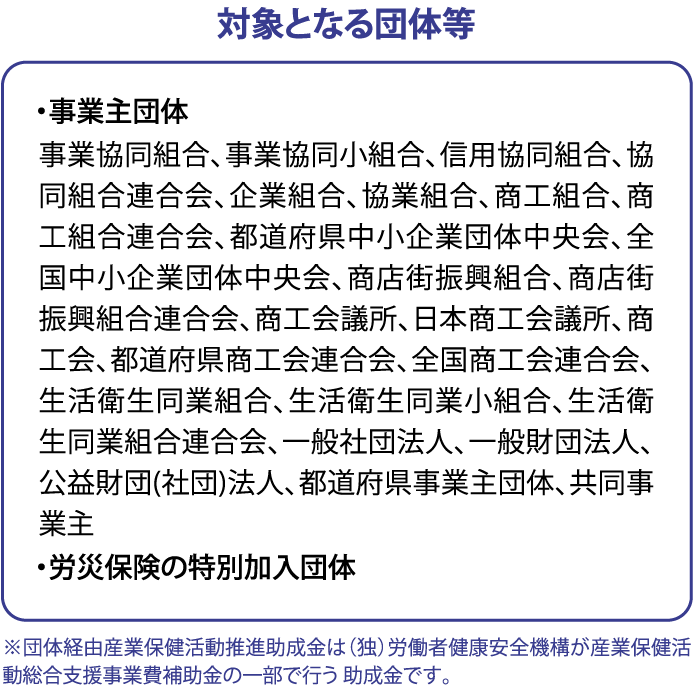 対象となる団体等
・事業主団体
事業協同組合、事業協同小組合、信用協同組合、協
同組合連合会、企業組合、協業組合、商工組合、商
工組合連合会、都道府県中小企業団体中央会、全
国中小企業団体中央会、商店街振興組合、商店街
振興組合連合会、商工会議所、日本商工会議所、商
工会、都道府県商工会連合会、全国商工会連合会、
生活衛生同業組合、生活衛生同業小組合、生活衛
生同業組合連合会、一般社団法人、一般財団法人、
公益財団(社団)法人、都道府県事業主団体、共同事
業主
・労災保険の特別加入団体
※団体経由産業保健活動推進助成金は（独）労働者健康安全機構が産業保健活
動総合支援事業費補助金の一部で行う 助成金です。